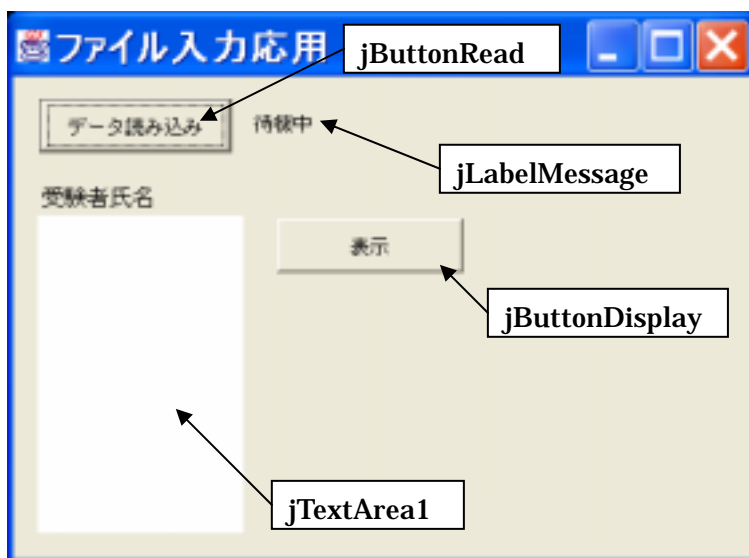 ファイル入力応用
jButtonRead
データ読み込み
待機中
jLabelMessage
受験者氏名
表示
jButtonDisplay
jTextArea1